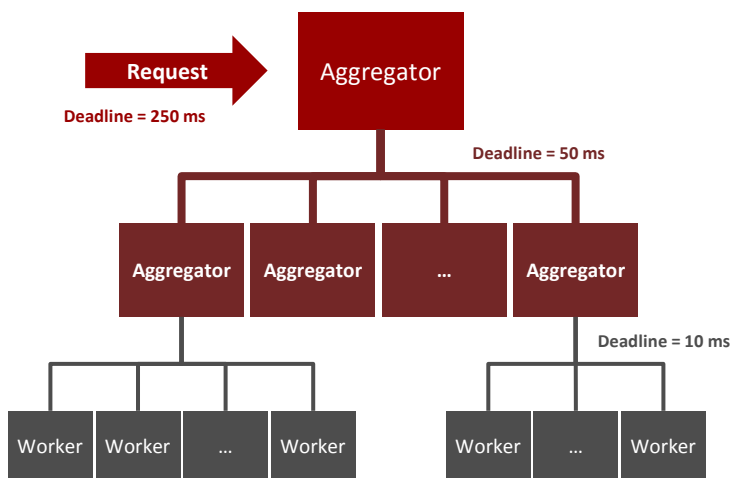 Request
Aggregator
Deadline = 250 ms
Deadline = 50 ms
Aggregator
Aggregator
...
Aggregator
Deadline = 10 ms
Worker
Worker
...
Worker
Worker
...
Worker